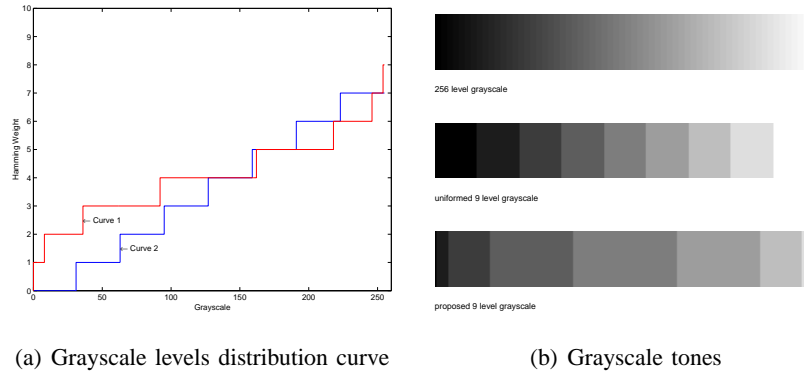 10
9
8
7
6
5
4
3
2
1
0
Hamming Weight
← Curve 1
← Curve 2
0 50 100 150 200 250
Grayscale
(a) Grayscale levels distribution curve
256 level grayscale
uniformed 9 level grayscale
proposed 9 level grayscale
(b) Grayscale tones